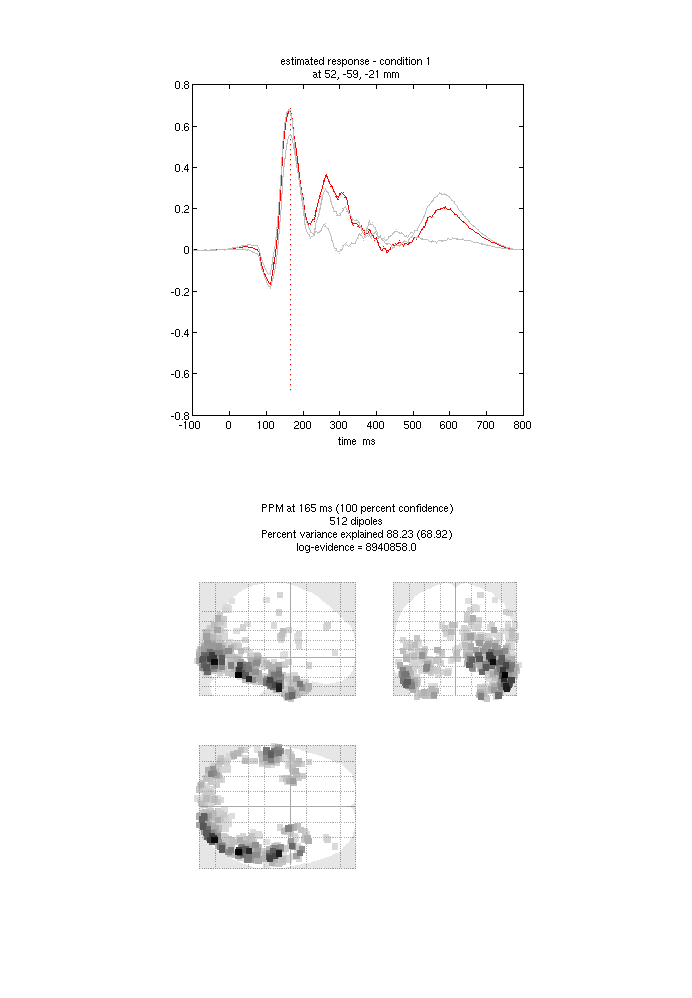 estimated response - condition 1
at 52, -59, -21 mm
0.8
0.6
0.4
0.2
0
-0.2
-0.4
-0.6
-0.8
-100 0 100 200 300 400 500 600 700 800
time ms
PPM at 165 ms (100 percent confidence)
512 dipoles
Percent variance explained 88.23 (68.92)
log-evidence = 8940858.0